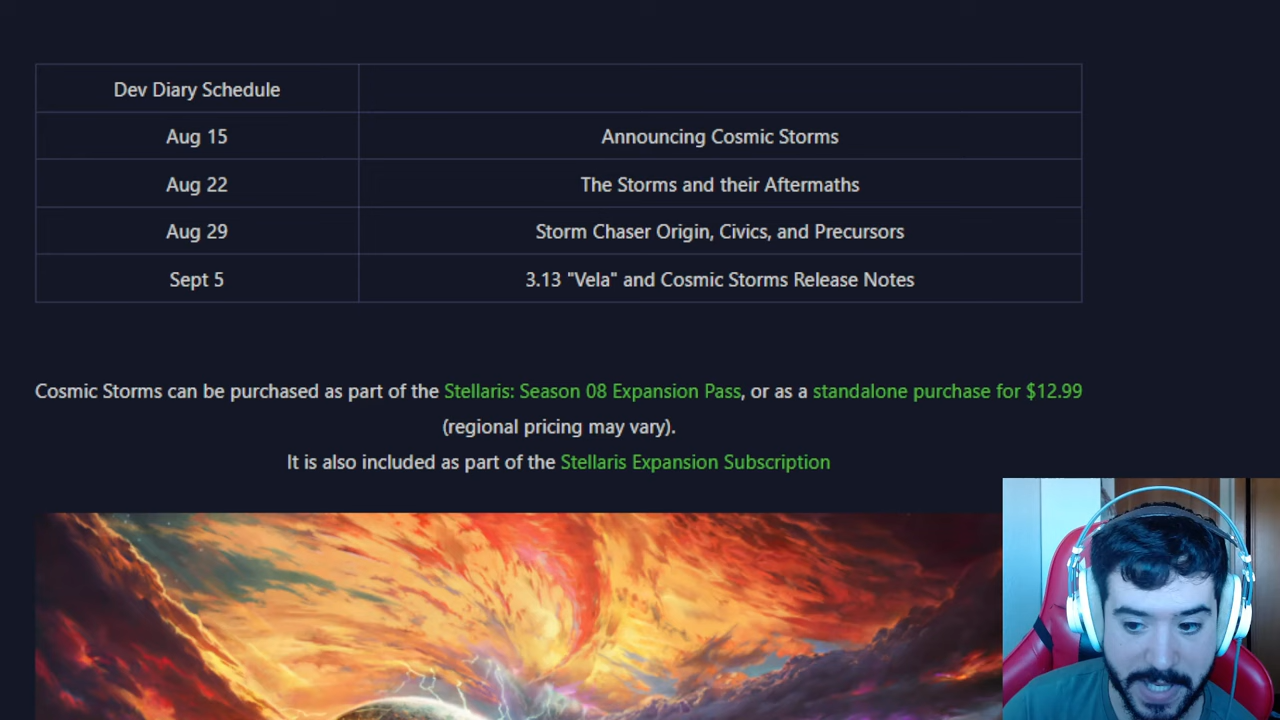 Dev Diary Schedule
Aug 15 Announcing Cosmic Storms
Aug 22 The Storms and their Aftermaths
Aug 29 Storm Chaser Origin, Civics, and Precursors
Sept 5 3.13 "Vela" and Cosmic Storms Release Notes
Cosmic Storms can be purchased as part of the Stellaris: Season 08 Expansion Pass, or as a standalone purchase for $12.99
(regional pricing may vary).
It is also included as part of the Stellaris Expansion Subscription